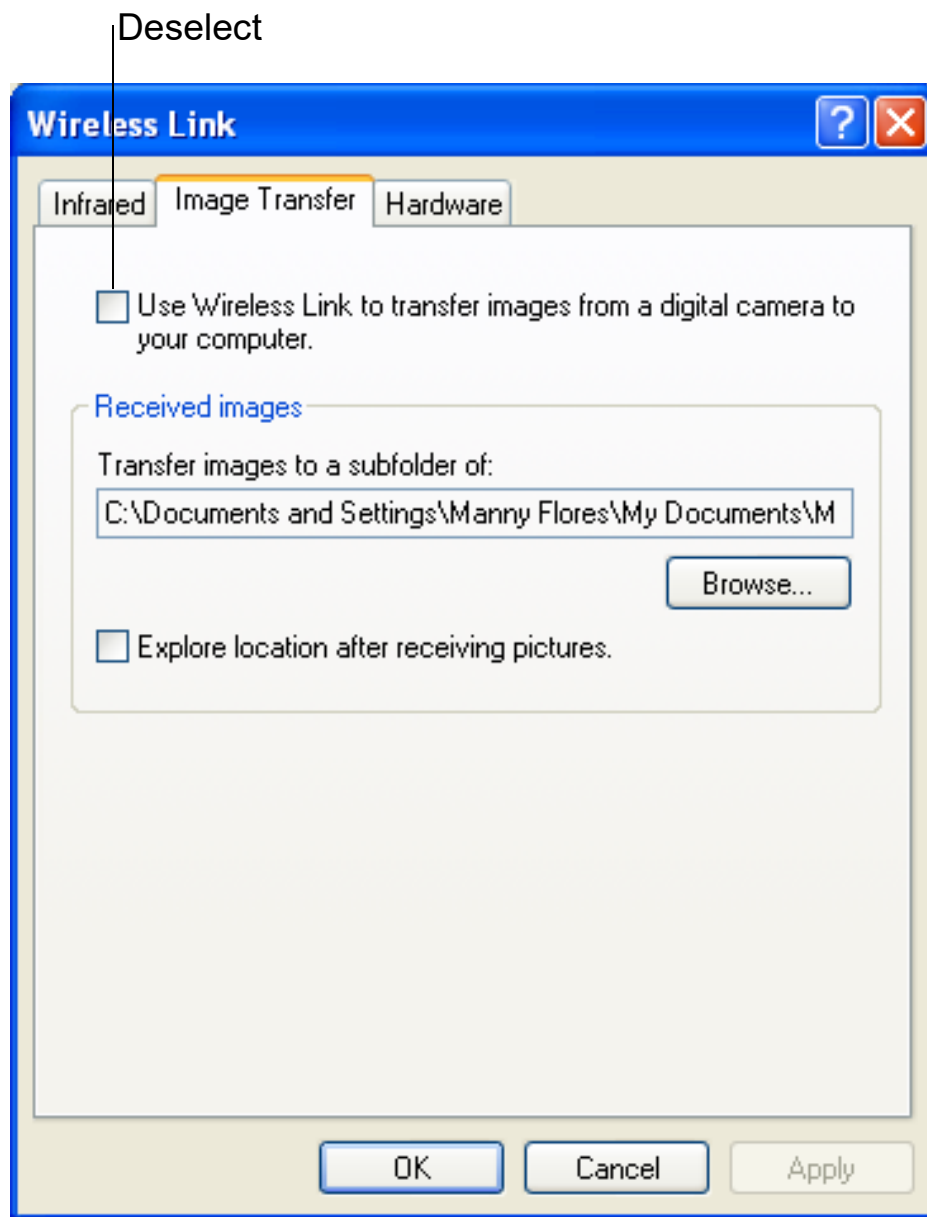 Deselect
Wireless Link
Infrared Image Transfer Hardware
Use Wireless Link to transfer images from a digital camera to
your computer.
Received images
Transfer images to a subfolder of:
C:\Documents and Settings\Manny Flores\My Documents\M
Browse...
Explore location after receiving pictures.
OK Cancel Apply